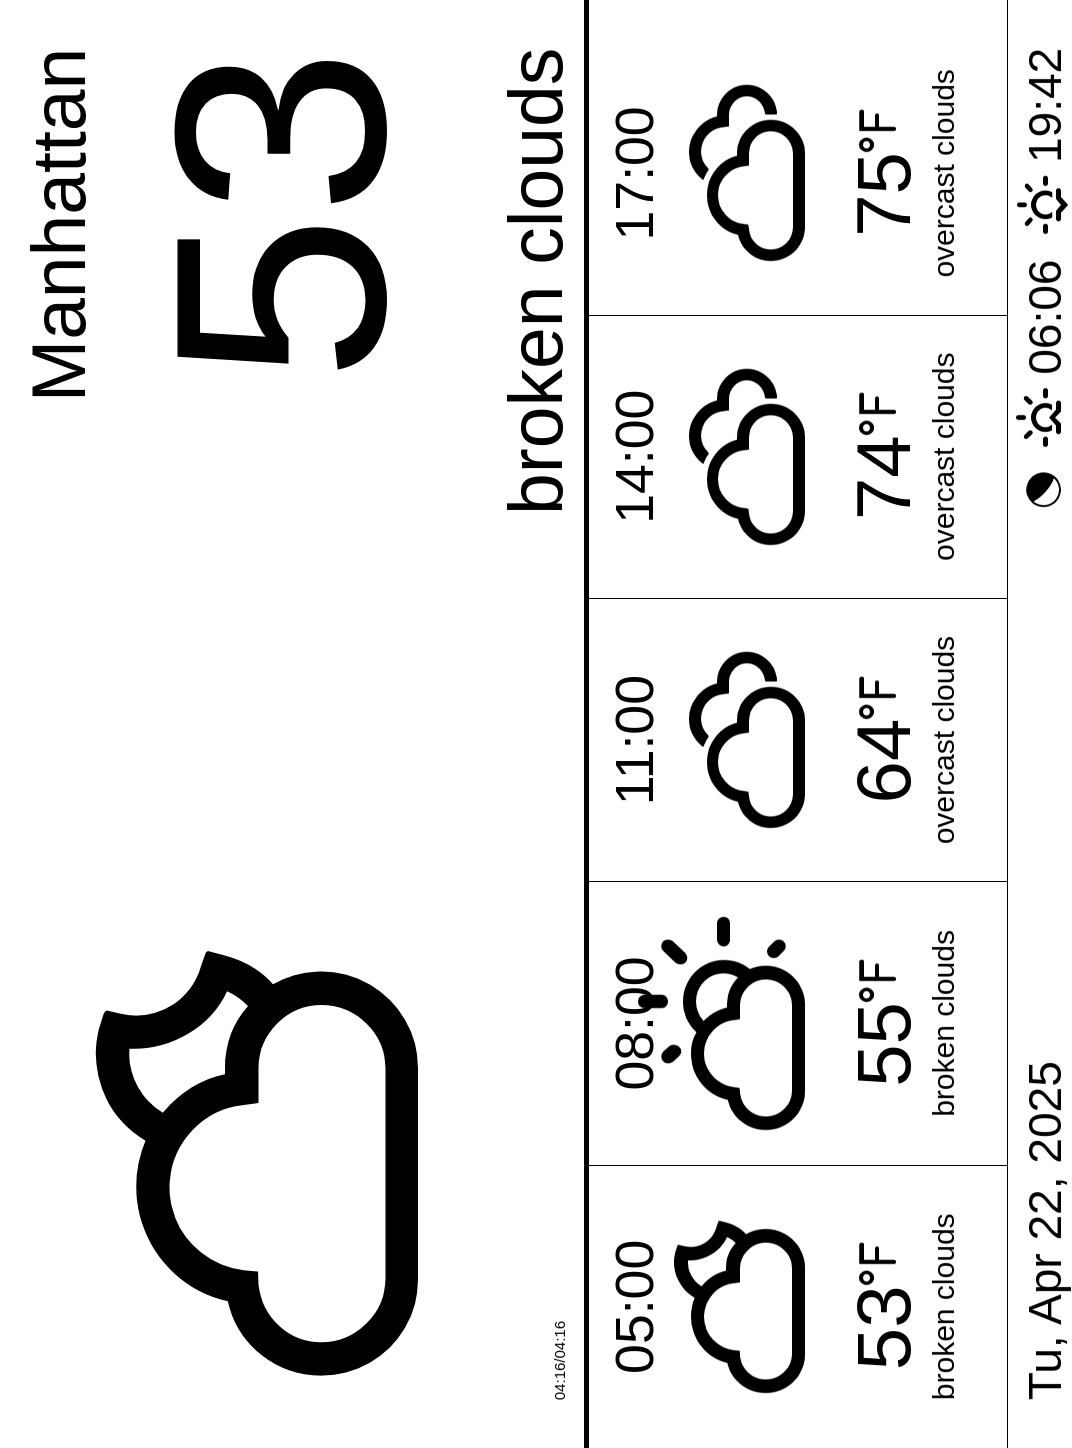 Manhattan
53
broken clouds
04:16/04:16
05:00 08:00 11:00 14:00 17:00
53°F 55°F 64°F 74°F 75°F
broken clouds broken clouds overcast clouds overcast clouds overcast clouds
Tu, Apr 22, 2025 06:06 19:42